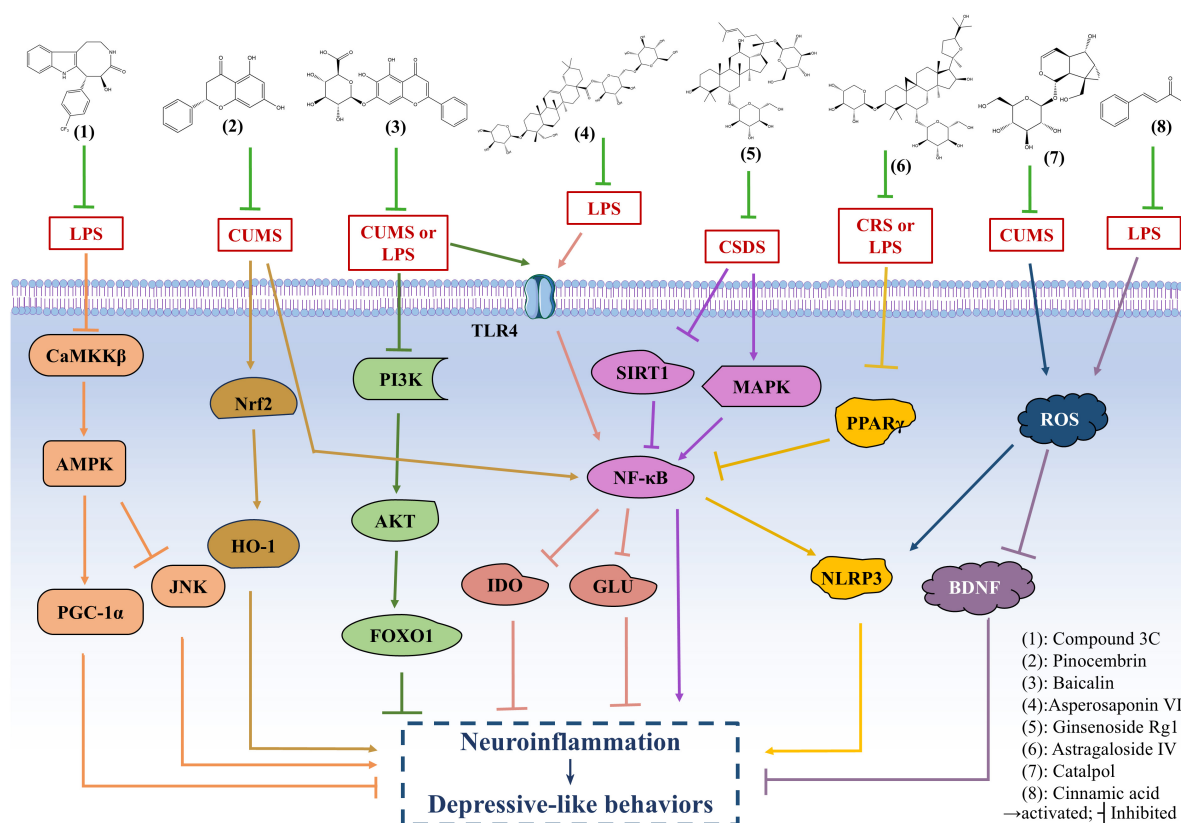 (1)
(2)
(3)
(4)
(5)
(6)
(7)
(8)
LPS
CUMS
CUMS or
LPS
LPS
CSDS
CRS or
LPS
CUMS
LPS
TLR4
CaMKKβ
PI3K
SIRT1
MAPK
Nrf2
PPARγ
ROS
AMPK
NF-κB
AKT
HO-1
JNK
IDO
GLU
NLRP3
BDNF
PGC-1α
FOXO1
Neuroinflammation
Depressive-like behaviors
(1): Compound 3C
(2): Pinocembrin
(3): Baicalin
(4):Asperosaponin VI
(5): Ginsenoside Rg1
(6): Astragaloside IV
(7): Catalpol
(8): Cinnamic acid
→activated; ┤Inhibited